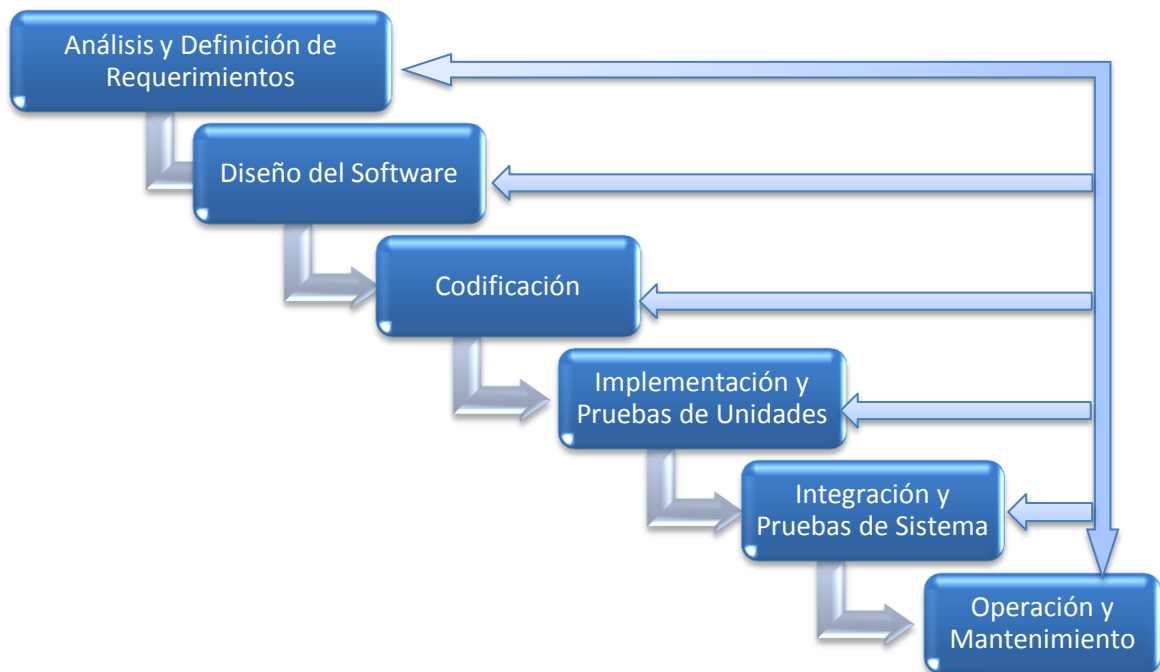 Análisis y Definición de
Requerimientos
Diseño del Software
Codificación
Implementación y
Pruebas de Unidades
Integración y
Pruebas de Sistema
Operación y
Mantenimiento